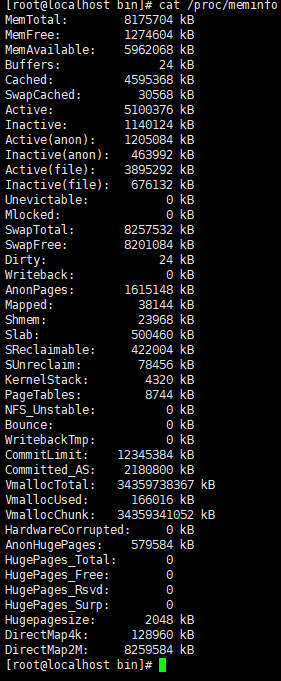 [root@localhost bin]# cat /proc/meminfo
MemTotal:        8175704 kB
MemFree:         1274604 kB
MemAvailable:    5962068 kB
Buffers:              24 kB
Cached:          4595368 kB
SwapCached:        30568 kB
Active:          5100376 kB
Inactive:        1140124 kB
Active(anon):    1205084 kB
Inactive(anon):   463992 kB
Active(file):    3895292 kB
Inactive(file):   676132 kB
Unevictable:           0 kB
Mlocked:               0 kB
SwapTotal:       8257532 kB
SwapFree:        8201084 kB
Dirty:                24 kB
Writeback:             0 kB
AnonPages:       1615148 kB
Mapped:            38144 kB
Shmem:             23968 kB
Slab:             500460 kB
SReclaimable:     422004 kB
SUnreclaim:        78456 kB
KernelStack:        4320 kB
PageTables:         8744 kB
NFS_Unstable:          0 kB
Bounce:                0 kB
WritebackTmp:          0 kB
CommitLimit:    12345384 kB
Committed_AS:    2180800 kB
VmallocTotal:   34359738367 kB
VmallocUsed:      166016 kB
VmallocChunk:   34359341052 kB
HardwareCorrupted:     0 kB
AnonHugePages:    579584 kB
HugePages_Total:       0
HugePages_Free:        0
HugePages_Rsvd:        0
HugePages_Surp:        0
Hugepagesize:       2048 kB
DirectMap4k:      128960 kB
DirectMap2M:     8259584 kB
[root@localhost bin]#